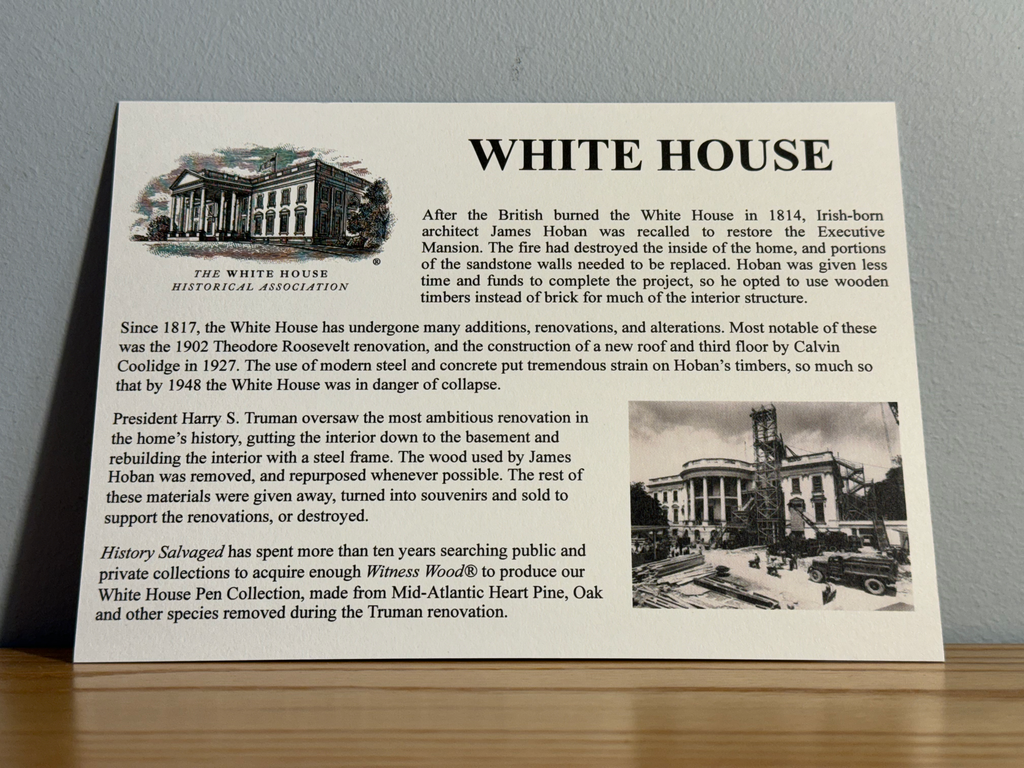 WHITE HOUSE
®
THE WHITE HOUSE
HISTORICAL ASSOCIATION
After the British burned the White House in 1814, Irish-born
architect James Hoban was recalled to restore the Executive
Mansion. The fire had destroyed the inside of the home, and portions
of the sandstone walls needed to be replaced. Hoban was given less
time and funds to complete the project, so he opted to use wooden
timbers instead of brick for much of the interior structure.
Since 1817, the White House has undergone many additions, renovations, and alterations. Most notable of these
was the 1902 Theodore Roosevelt renovation, and the construction of a new roof and third floor by Calvin
Coolidge in 1927. The use of modern steel and concrete put tremendous strain on Hoban's timbers, so much so
that by 1948 the White House was in danger of collapse.
President Harry S. Truman oversaw the most ambitious renovation in
the home's history, gutting the interior down to the basement and
rebuilding the interior with a steel frame. The wood used by James
Hoban was removed, and repurposed whenever possible. The rest of
these materials were given away, turned into souvenirs and sold to
support the renovations, or destroyed.
History Salvaged has spent more than ten years searching public and
private collections to acquire enough Witness Wood® to produce our
White House Pen Collection, made from Mid-Atlantic Heart Pine, Oak
and other species removed during the Truman renovation.